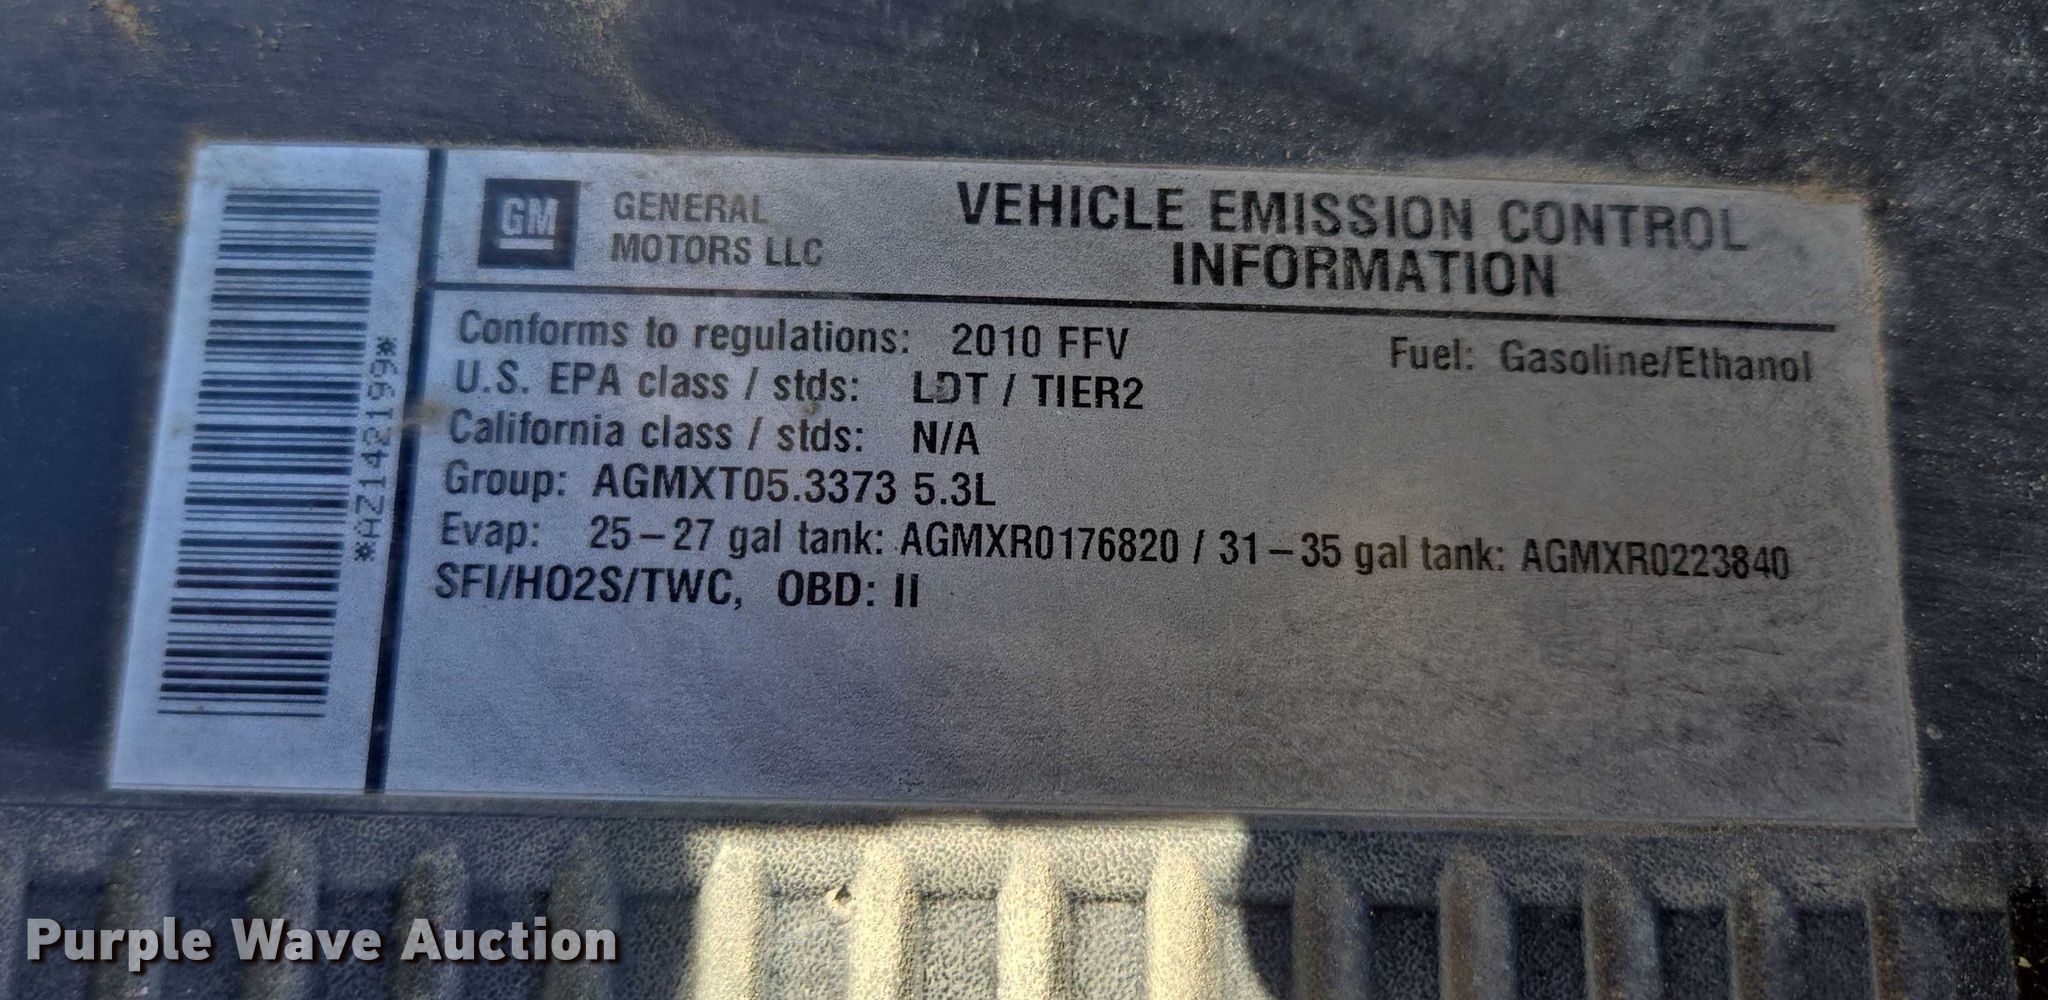 *AZ142199*
GM
GENERAL
MOTORS LLC
VEHICLE EMISSION CONTROL
INFORMATION
Conforms to regulations: 2010 FFV
Fuel: Gasoline/Ethanol
U.S. EPA class / stds: LDT / TIER2
California class / stds: N/A
Group: AGMXT05.3373 5.3L
Evap: 25-27 gal tank: AGMXR0176820 / 31-35 gal tank: AGMXR0223840
SFI/HO2S/TWC, OBD: II
Purple Wave Auction